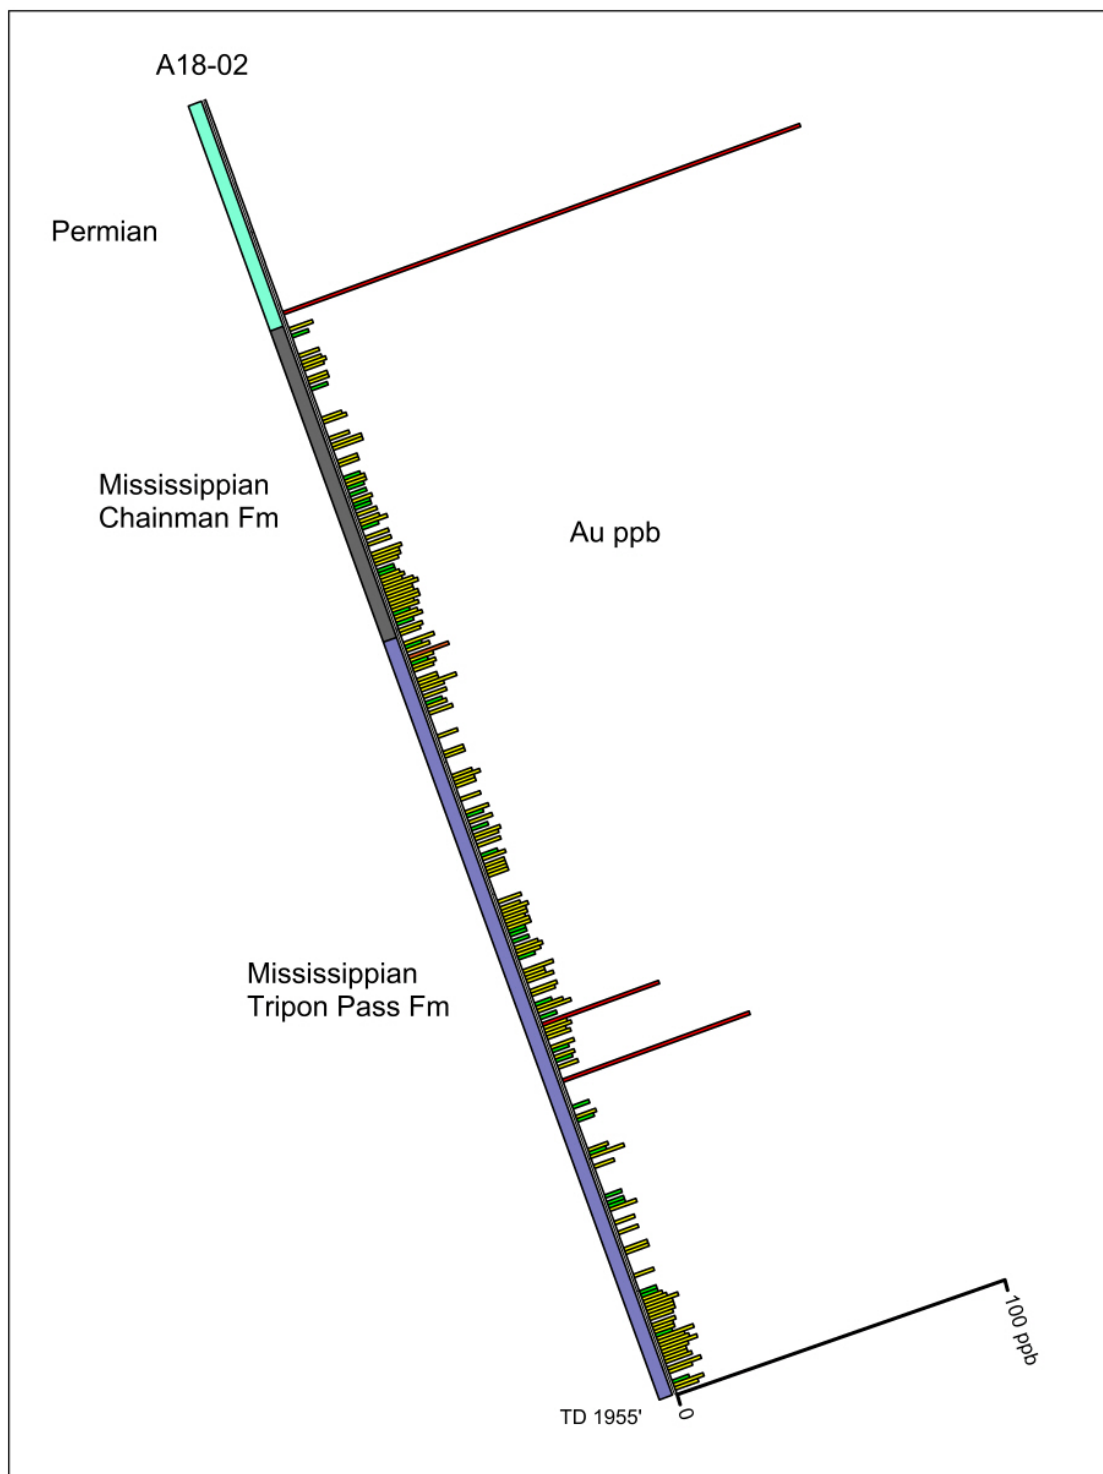 A18-02
Permian
Mississippian
Chainman Fm
Au ppb
Mississippian
Tripon Pass Fm
100 ppb
0
TD 1955'